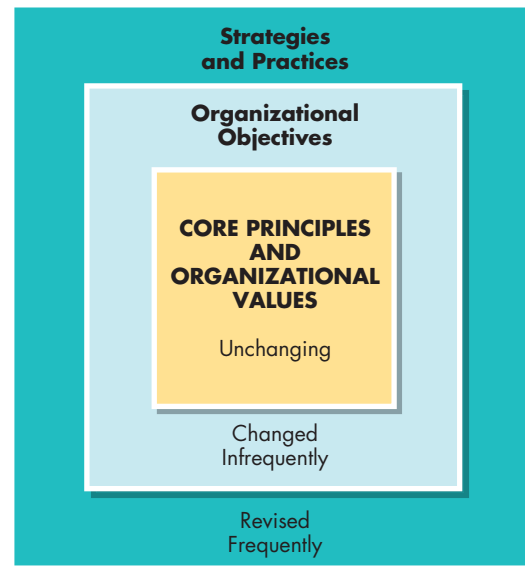 Strategies
and Practices
Organizational
Objectives
CORE PRINCIPLES
AND
ORGANIZATIONAL
VALUES
Unchanging
Changed
Infrequently
Revised
Frequently